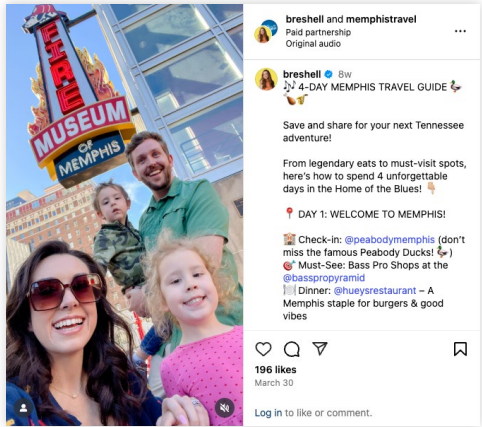 FIRE
MUSEUM
OF MEMPHIS
breshell and memphistravel
Paid partnership
Original audio
breshell 8w
🎶 4-DAY MEMPHIS TRAVEL GUIDE 🦆
🍗🎷
Save and share for your next Tennessee
adventure!
From legendary eats to must-visit spots,
here's how to spend 4 unforgettable
days in the Home of the Blues! 👇🏼
📍 DAY 1: WELCOME TO MEMPHIS!
🏨 Check-in: @peabodymemphis (don't
miss the famous Peabody Ducks! 🦆)
🎯 Must-See: Bass Pro Shops at the
@basspropyramid
🍽️ Dinner: @hueysrestaurant – A
Memphis staple for burgers & good
vibes
196 likes
March 30
Log in to like or comment.